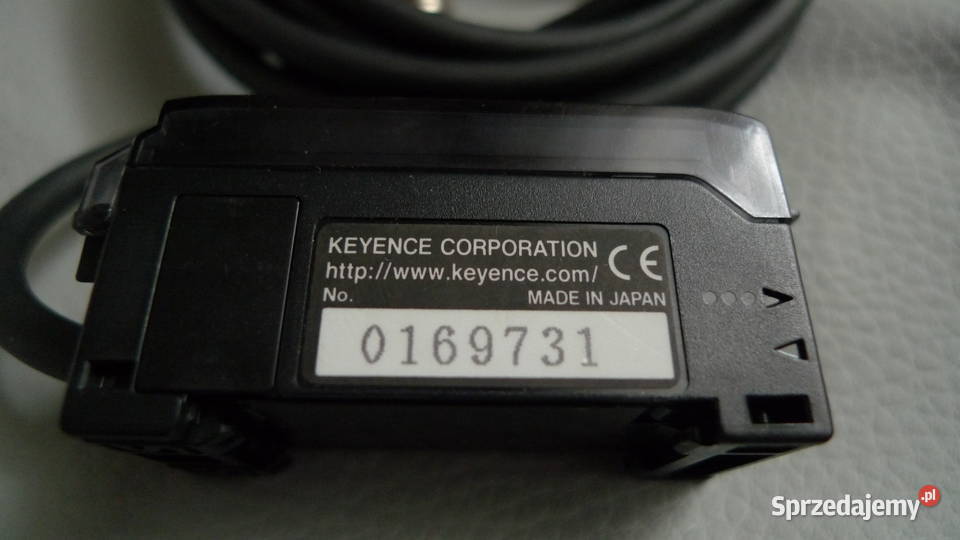 KEYENCE CORPORATION
http://www.keyence.com/
CE
No.
MADE IN JAPAN
0169731
Sprzedajemy.pl